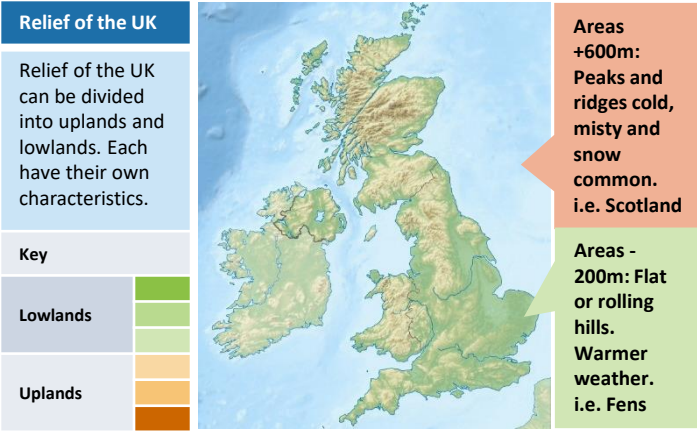 Relief of the UK
Relief of the UK
can be divided
into uplands and
lowlands. Each
have their own
characteristics.
Key
Lowlands
Uplands
Areas
+600m:
Peaks and
ridges cold,
misty and
snow
common.
i.e. Scotland
Areas -
200m: Flat
or rolling
hills.
Warmer
weather.
i.e. Fens